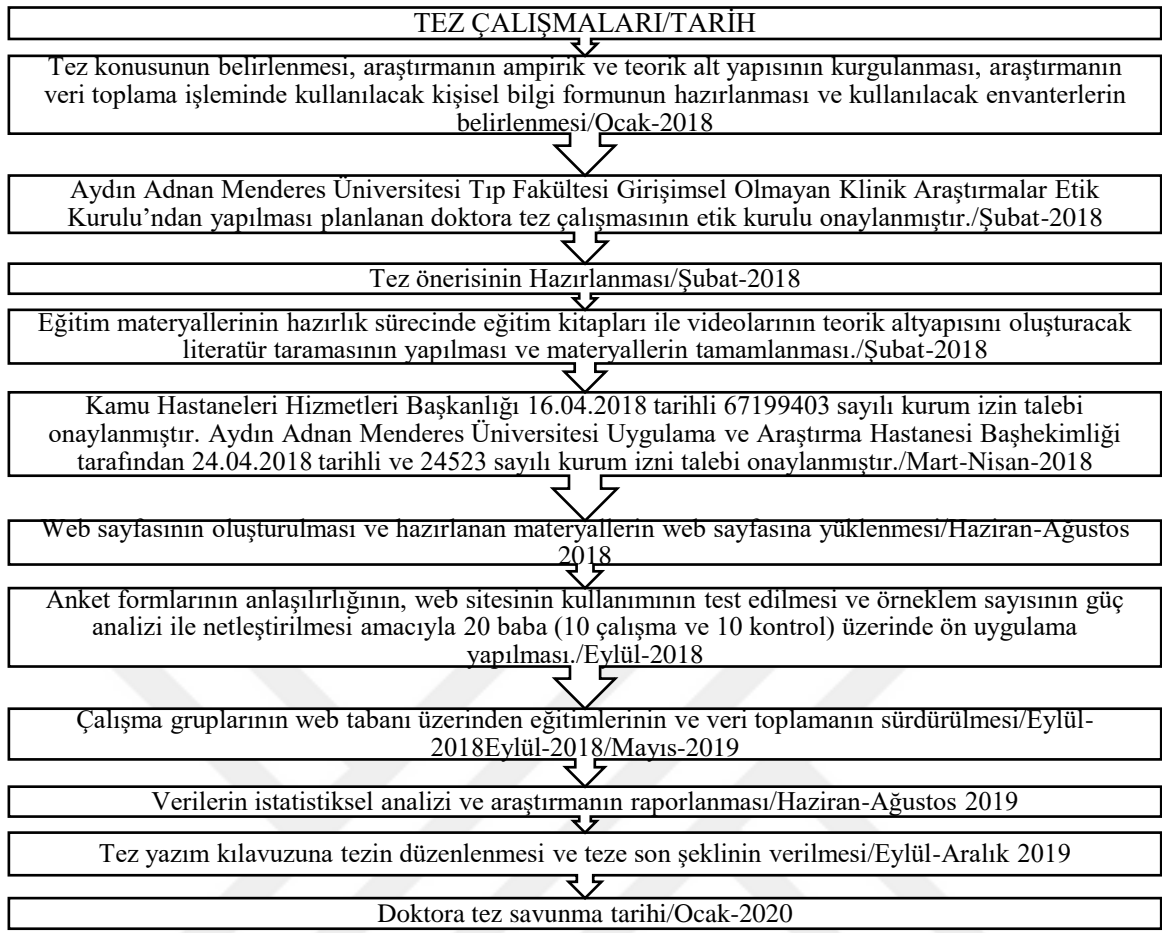 TEZ ÇALIŞMALARI/TARİH
Tez konusunun belirlenmesi, araştırmanın ampirik ve teorik alt yapısının kurgulanması, araştırmanın
veri toplama işleminde kullanılacak kişisel bilgi formunun hazırlanması ve kullanılacak envanterlerin
belirlenmesi/Ocak-2018
Aydın Adnan Menderes Üniversitesi Tıp Fakültesi Girişimsel Olmayan Klinik Araştırmalar Etik
Kurulu’ndan yapılması planlanan doktora tez çalışmasının etik kurulu onaylanmıştır./Şubat-2018
Tez önerisinin Hazırlanması/Şubat-2018
Eğitim materyallerinin hazırlık sürecinde eğitim kitapları ile videolarının teorik altyapısını oluşturacak
literatür taramasının yapılması ve materyallerin tamamlanması./Şubat-2018
Kamu Hastaneleri Hizmetleri Başkanlığı 16.04.2018 tarihli 67199403 sayılı kurum izin talebi
onaylanmıştır. Aydın Adnan Menderes Üniversitesi Uygulama ve Araştırma Hastanesi Başhekimliği
tarafından 24.04.2018 tarihli ve 24523 sayılı kurum izni talebi onaylanmıştır./Mart-Nisan-2018
Web sayfasının oluşturulması ve hazırlanan materyallerin web sayfasına yüklenmesi/Haziran-Ağustos
2018
Anket formlarının anlaşılırlığının, web sitesinin kullanımının test edilmesi ve örneklem sayısının güç
analizi ile netleştirilmesi amacıyla 20 baba (10 çalışma ve 10 kontrol) üzerinde ön uygulama
yapılması./Eylül-2018
Çalışma gruplarının web tabanı üzerinden eğitimlerinin ve veri toplamanın sürdürülmesi/Eylül-
2018Eylül-2018/Mayıs-2019
Verilerin istatistiksel analizi ve araştırmanın raporlanması/Haziran-Ağustos 2019
Tez yazım kılavuzuna tezin düzenlenmesi ve teze son şeklinin verilmesi/Eylül-Aralık 2019
Doktora tez savunma tarihi/Ocak-2020